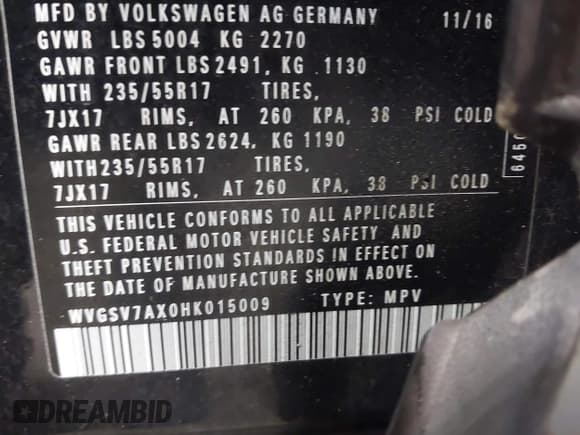 MFD BY VOLKSWAGEN AG GERMANY 11/16
GVWR LBS 5004 KG 2270
GAWR FRONT LBS 2491, KG 1130
WITH 235/55R17 TIRES,
7JX17 RIMS, AT 260 KPA, 38 PSI COLD
GAWR REAR LBS 2624, KG 1190
WITH 235/55R17 TIRES,
7JX17 RIMS, AT 260 KPA, 38 PSI COLD
THIS VEHICLE CONFORMS TO ALL APPLICABLE
U.S. FEDERAL MOTOR VEHICLE SAFETY AND
THEFT PREVENTION STANDARDS IN EFFECT ON
THE DATE OF MANUFACTURE SHOWN ABOVE.
WVGSV7AX0HK015009 TYPE: MPV
DREAMBID